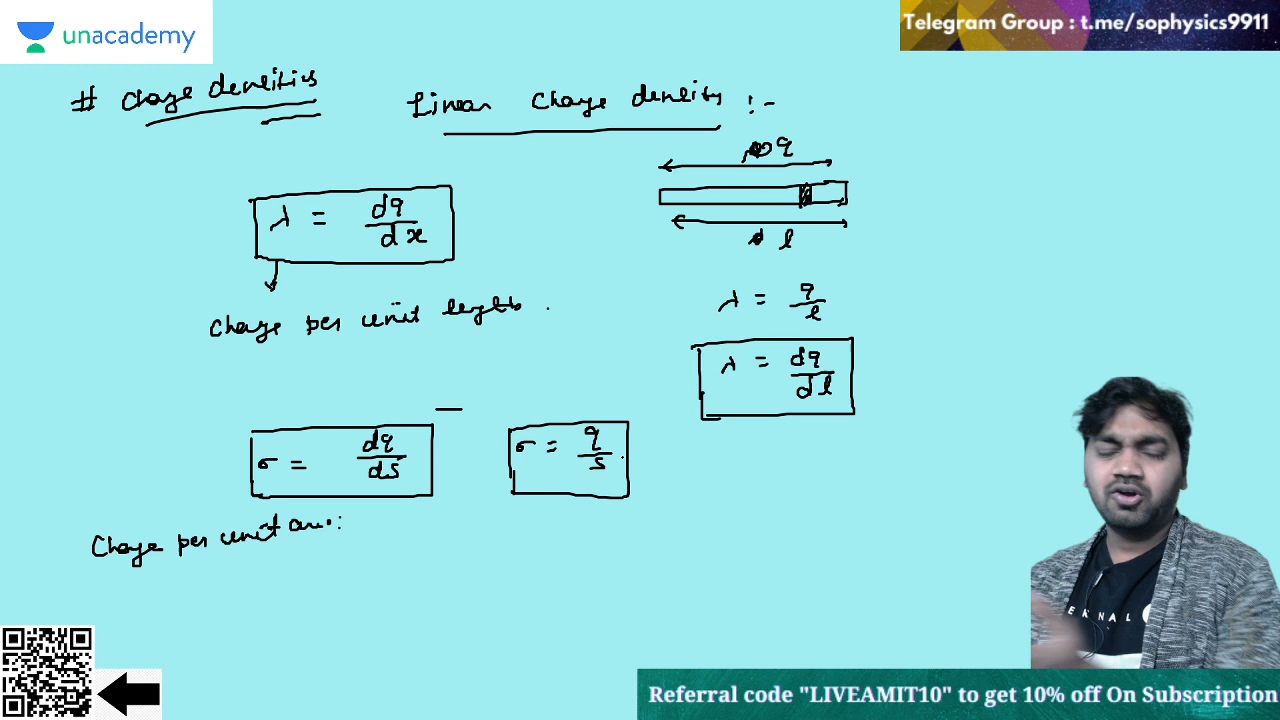 unacademy
Telegram Group : t.me/sophysics9911
# Charge densities
Linear Charge density :-
q
l
λ = dq/dx
Charge per unit length .
λ = q/l
λ = dq/dl
σ = dq/ds
σ = q/s
Charge per unit
ERNAL
Referral code "LIVEAMIT10" to get 10% off On Subscription